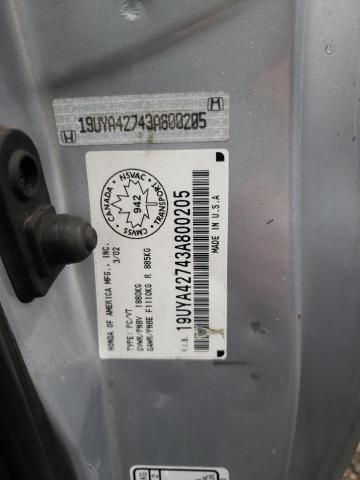 19UYA42743A800205
HONDA OF AMERICA MFG., INC.
3/02
TYPE: PC/VT
GVWR/PNBV 1980KG
GAWR/PNBE F1110KG R 885KG
CANADA
NSVAC
942
TRANSPORT
CMVSS
V.I.N.
19UYA42743A800205
MADE IN U.S.A